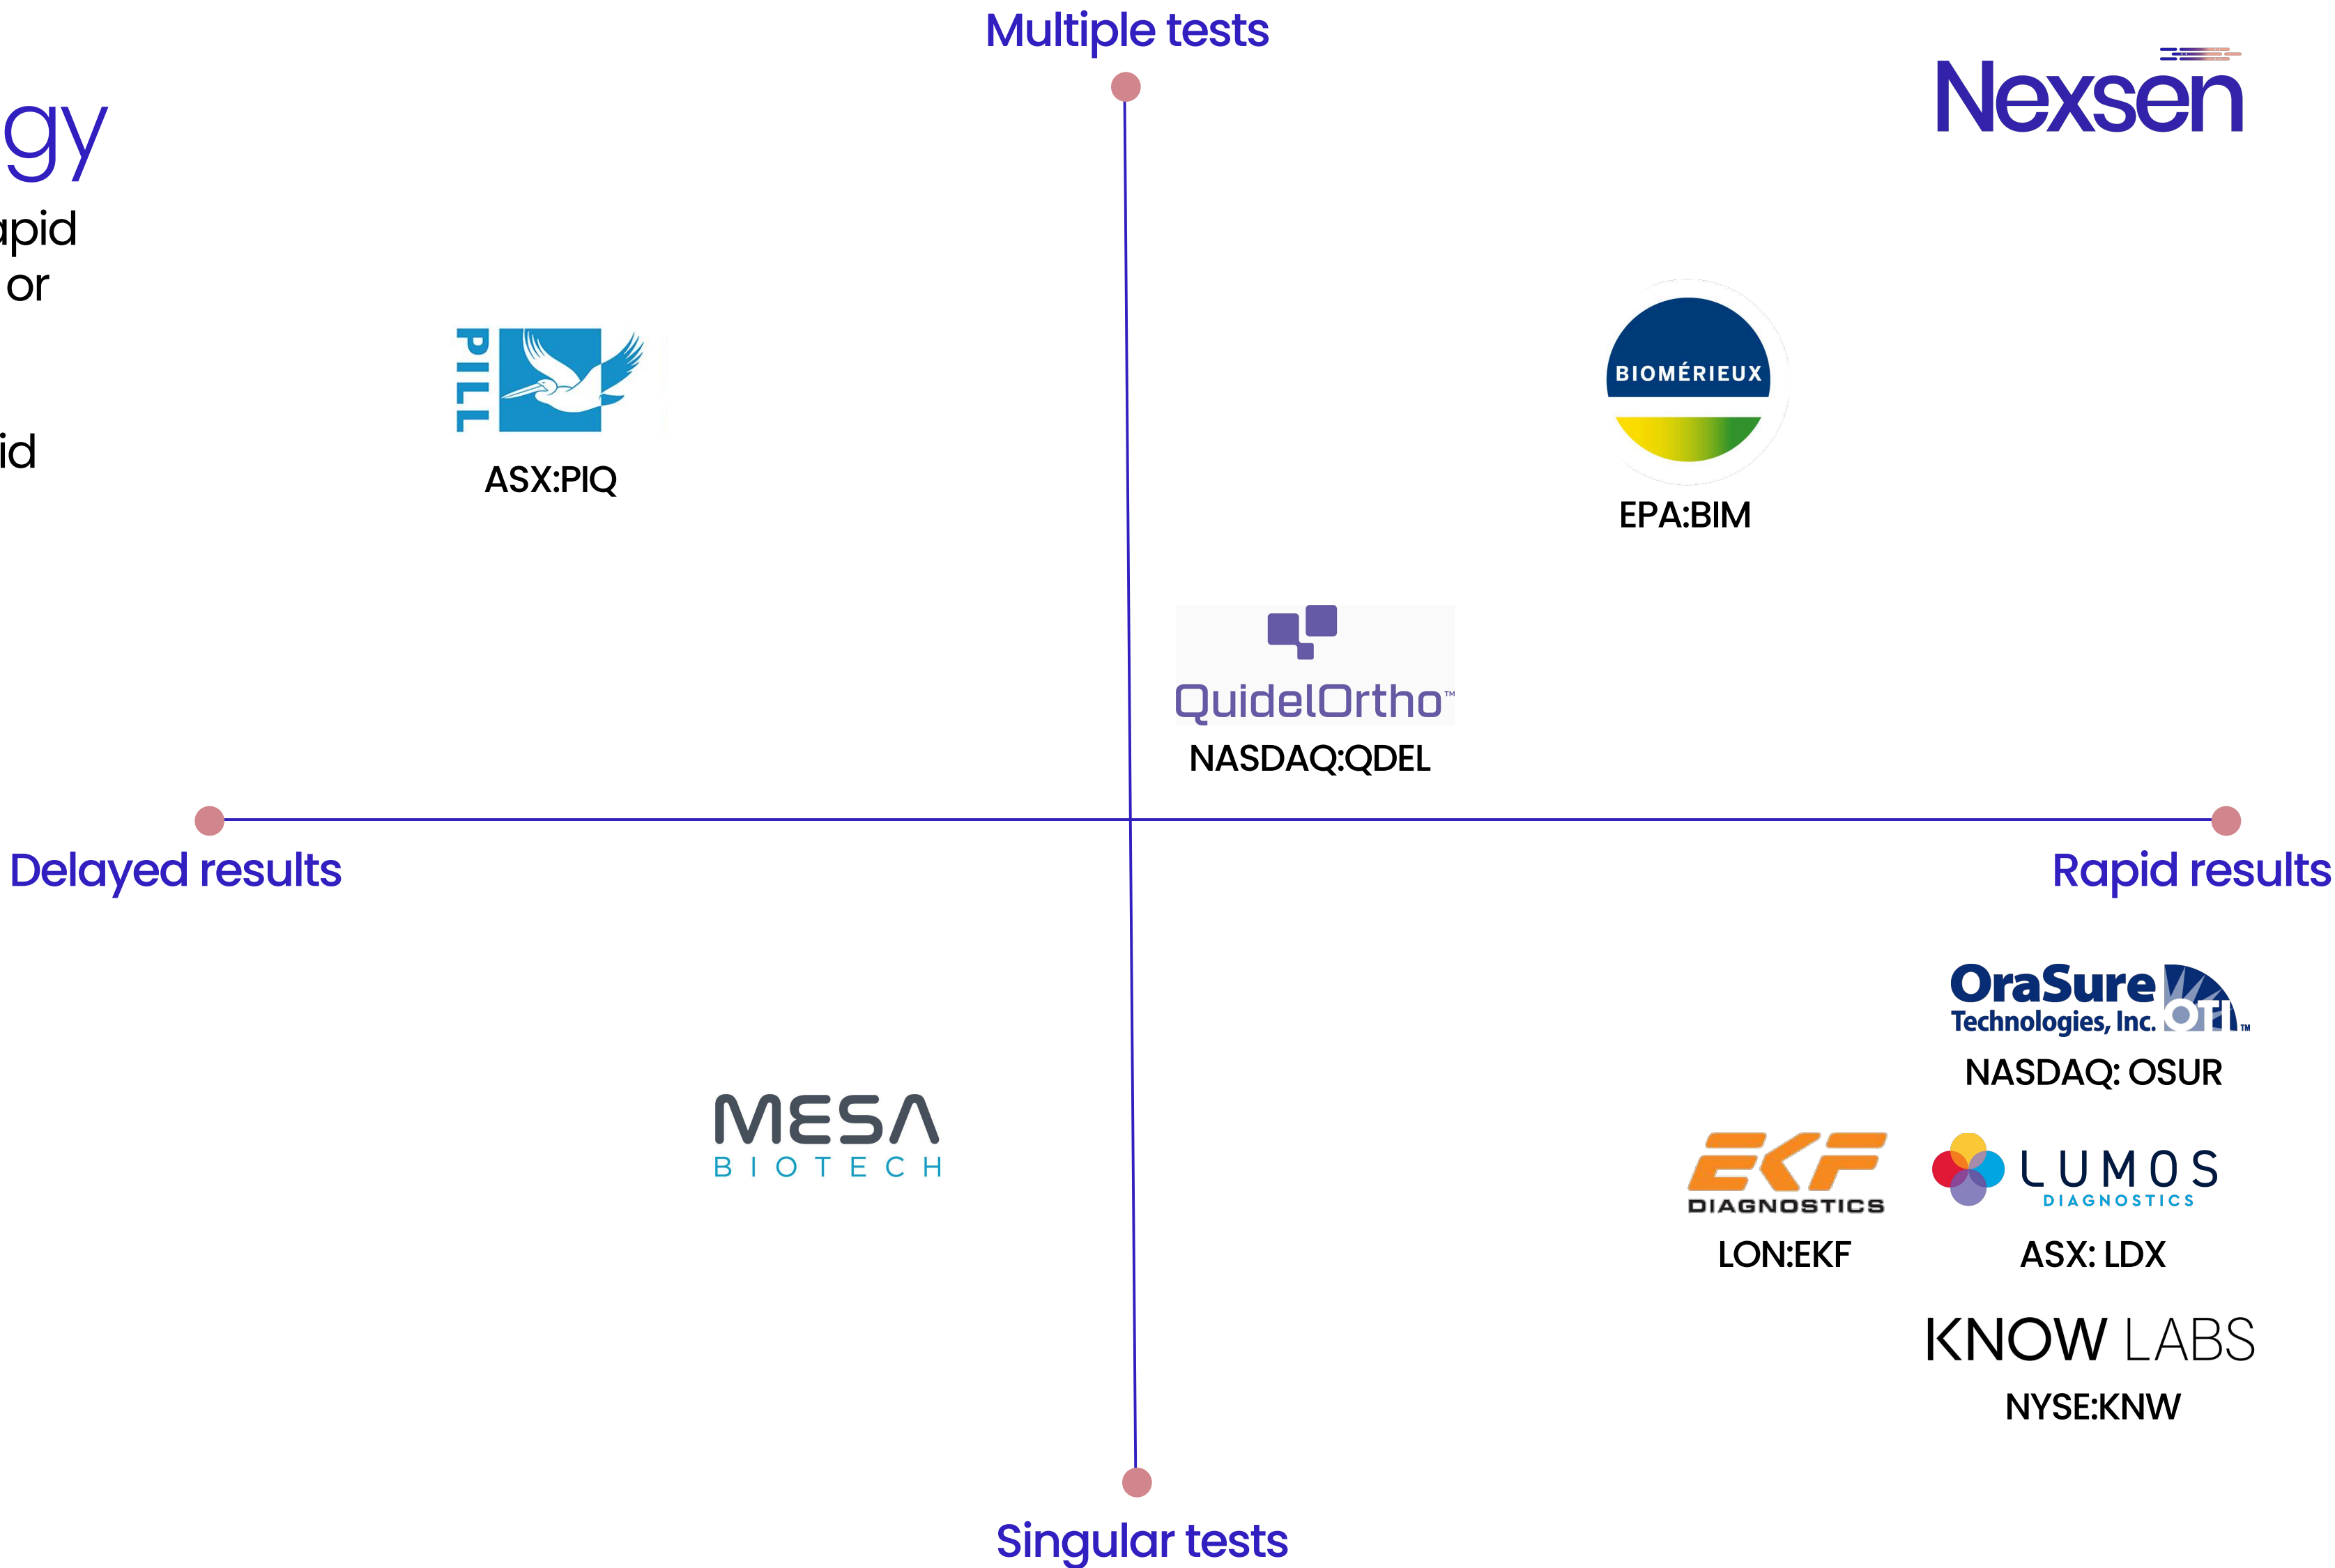 Multiple tests
Nexsen
gy
apid
or
id
PILL
ASX:PIQ
BIOMÉRIEUX
EPA:BIM
QuidelOrtho™
NASDAQ:QDEL
Delayed results
Rapid results
OraSure
Technologies, Inc.
OTI™
NASDAQ: OSUR
MESA
BIOTECH
EKF
DIAGNOSTICS
LON:EKF
LUMOS
DIAGNOSTICS
ASX: LDX
KNOW LABS
NYSE:KNW
Singular tests